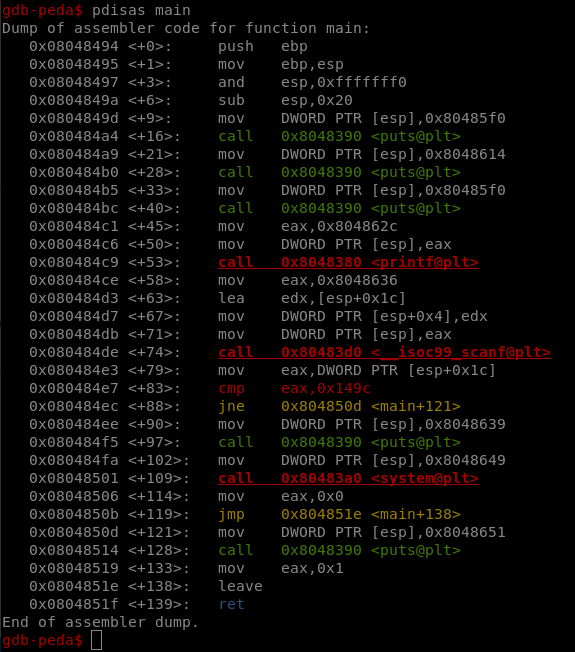 gdb-peda$ pdisas main
Dump of assembler code for function main:
   0x08048494 <+0>:     push   ebp
   0x08048495 <+1>:     mov    ebp,esp
   0x08048497 <+3>:     and    esp,0xfffffff0
   0x0804849a <+6>:     sub    esp,0x20
   0x0804849d <+9>:     mov    DWORD PTR [esp],0x80485f0
   0x080484a4 <+16>:    call   0x8048390 <puts@plt>
   0x080484a9 <+21>:    mov    DWORD PTR [esp],0x8048614
   0x080484b0 <+28>:    call   0x8048390 <puts@plt>
   0x080484b5 <+33>:    mov    DWORD PTR [esp],0x80485f0
   0x080484bc <+40>:    call   0x8048390 <puts@plt>
   0x080484c1 <+45>:    mov    eax,0x804862c
   0x080484c6 <+50>:    mov    DWORD PTR [esp],eax
   0x080484c9 <+53>:    call   0x8048380 <printf@plt>
   0x080484ce <+58>:    mov    eax,0x8048636
   0x080484d3 <+63>:    lea    edx,[esp+0x1c]
   0x080484d7 <+67>:    mov    DWORD PTR [esp+0x4],edx
   0x080484db <+71>:    mov    DWORD PTR [esp],eax
   0x080484de <+74>:    call   0x80483d0 <__isoc99_scanf@plt>
   0x080484e3 <+79>:    mov    eax,DWORD PTR [esp+0x1c]
   0x080484e7 <+83>:    cmp    eax,0x149c
   0x080484ec <+88>:    jne    0x804850d <main+121>
   0x080484ee <+90>:    mov    DWORD PTR [esp],0x8048639
   0x080484f5 <+97>:    call   0x8048390 <puts@plt>
   0x080484fa <+102>:   mov    DWORD PTR [esp],0x8048649
   0x08048501 <+109>:   call   0x80483a0 <system@plt>
   0x08048506 <+114>:   mov    eax,0x0
   0x0804850b <+119>:   jmp    0x804851e <main+138>
   0x0804850d <+121>:   mov    DWORD PTR [esp],0x8048651
   0x08048514 <+128>:   call   0x8048390 <puts@plt>
   0x08048519 <+133>:   mov    eax,0x1
   0x0804851e <+138>:   leave
   0x0804851f <+139>:   ret
End of assembler dump.
gdb-peda$